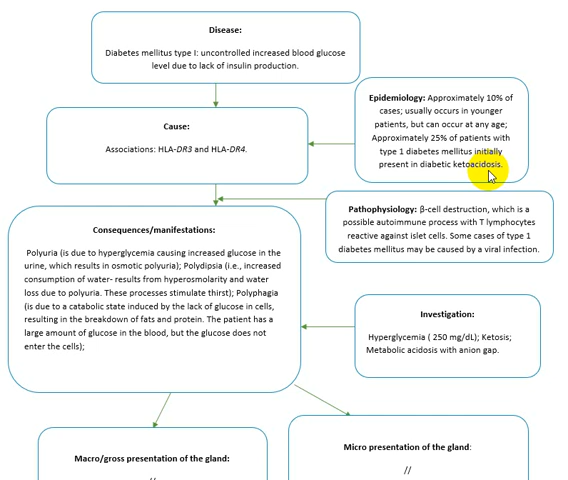 Disease:
Diabetes mellitus type I: uncontrolled increased blood glucose
level due to lack of insulin production.
Epidemiology: Approximately 10% of
cases; usually occurs in younger
patients, but can occur at any age;
Approximately 25% of patients with
type 1 diabetes mellitus initially
present in diabetic ketoacidosis.
Cause:
Associations: HLA-DR3 and HLA-DR4.
Pathophysiology: β-cell destruction, which is a
possible autoimmune process with T lymphocytes
reactive against islet cells. Some cases of type 1
diabetes mellitus may be caused by a viral infection.
Consequences/manifestations:
Polyuria (is due to hyperglycemia causing increased glucose in the
urine, which results in osmotic polyuria); Polydipsia (i.e., increased
consumption of water- results from hyperosmolarity and water
loss due to polyuria. These processes stimulate thirst); Polyphagia
(is due to a catabolic state induced by the lack of glucose in cells,
resulting in the breakdown of fats and protein. The patient has a
large amount of glucose in the blood, but the glucose does not
enter the cells);
Investigation:
Hyperglycemia ( 250 mg/dL); Ketosis;
Metabolic acidosis with anion gap.
Macro/gross presentation of the gland:
//
Micro presentation of the gland:
//